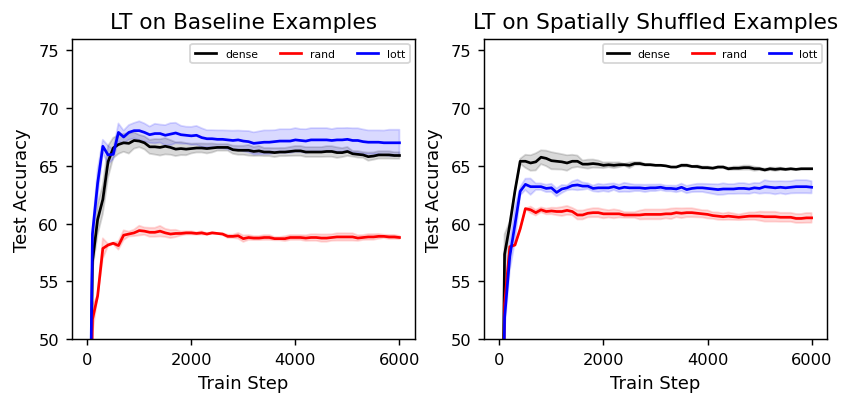 LT on Baseline Examples
dense rand lott
75
70
65
60
55
50
Test Accuracy
0 2000 4000 6000
Train Step
LT on Spatially Shuffled Examples
dense rand lott
75
70
65
60
55
50
Test Accuracy
0 2000 4000 6000
Train Step